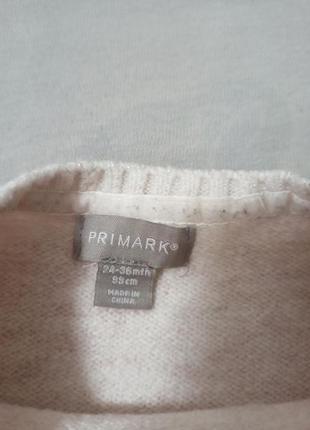 PRIMARK®
24-36mth
98cm
MADE IN
CHINA